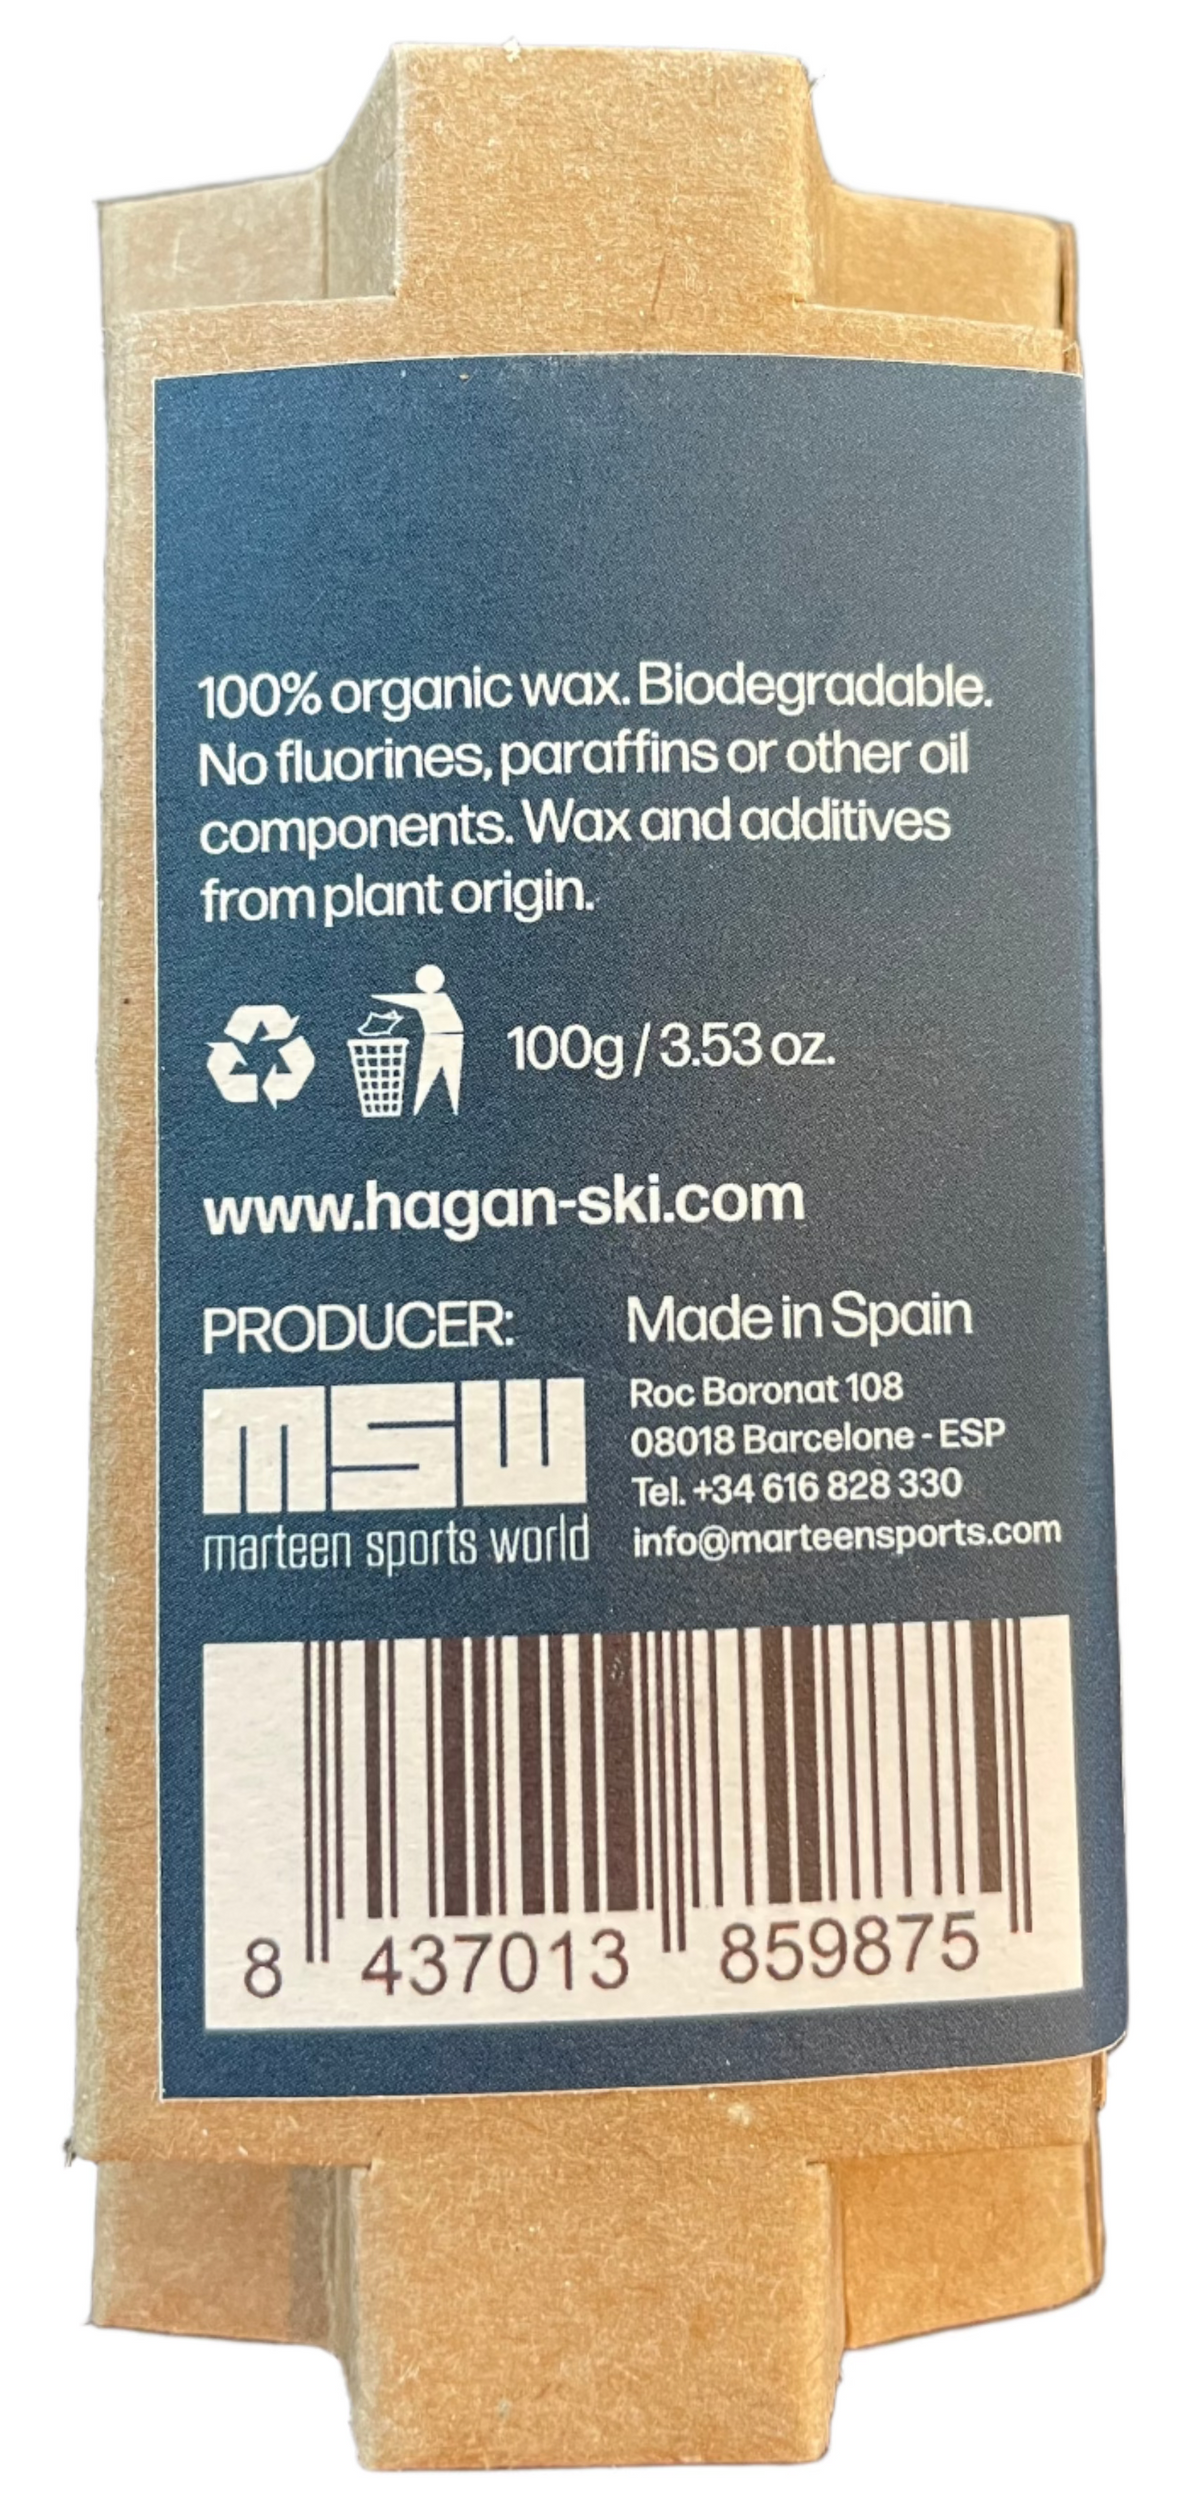 100% organic wax. Biodegradable.
No fluorines, paraffins or other oil
components. Wax and additives
from plant origin.
100g / 3.53 oz.
www.hagan-ski.com
PRODUCER:
msw
marteen sports world
Made in Spain
Roc Boronat 108
08018 Barcelone - ESP
Tel. +34 616 828 330
info@marteensports.com
8 437013 859875